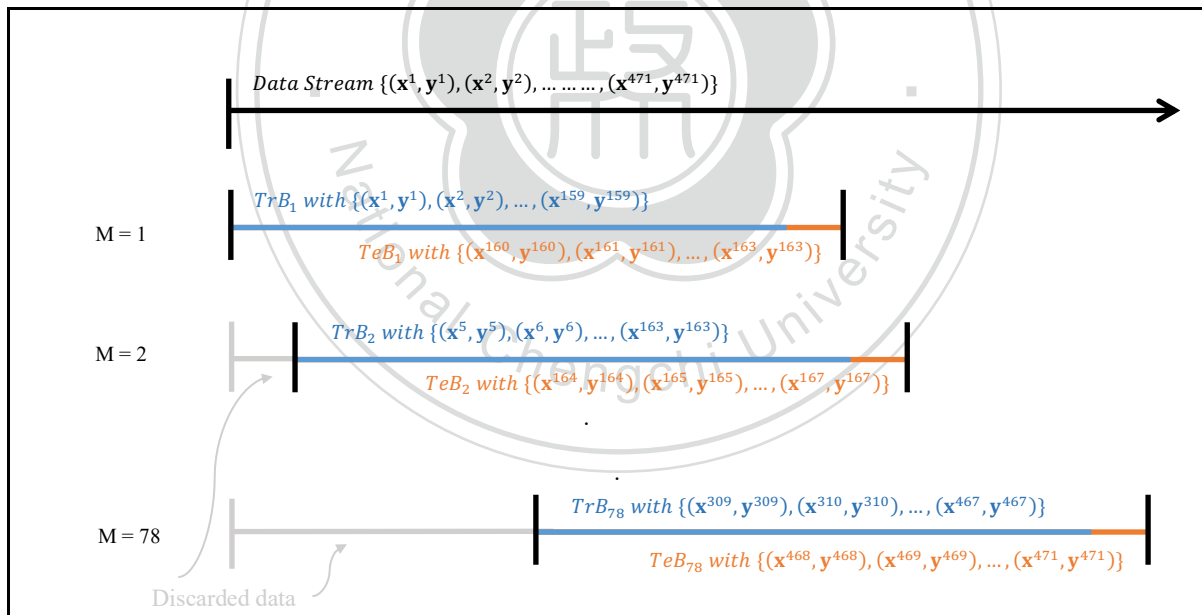 Data Stream {(x¹, y¹), (x², y²), … … … , (x⁴⁷¹, y⁴⁷¹)}
TrB₁ with {(x¹, y¹), (x², y²), … , (x¹⁵⁹, y¹⁵⁹)}
M = 1
TeB₁ with {(x¹⁶⁰, y¹⁶⁰), (x¹⁶¹, y¹⁶¹), … , (x¹⁶³, y¹⁶³)}
TrB₂ with {(x⁵, y⁵), (x⁶, y⁶), … , (x¹⁶³, y¹⁶³)}
M = 2
TeB₂ with {(x¹⁶⁴, y¹⁶⁴), (x¹⁶⁵, y¹⁶⁵), … , (x¹⁶⁷, y¹⁶⁷)}
.
.
TrB₇₈ with {(x³⁰⁹, y³⁰⁹), (x³¹⁰, y³¹⁰), … , (x⁴⁶⁷, y⁴⁶⁷)}
M = 78
TeB₇₈ with {(x⁴⁶⁸, y⁴⁶⁸), (x⁴⁶⁹, y⁴⁶⁹), … , (x⁴⁷¹, y⁴⁷¹)}
Discarded data
National Chengchi University